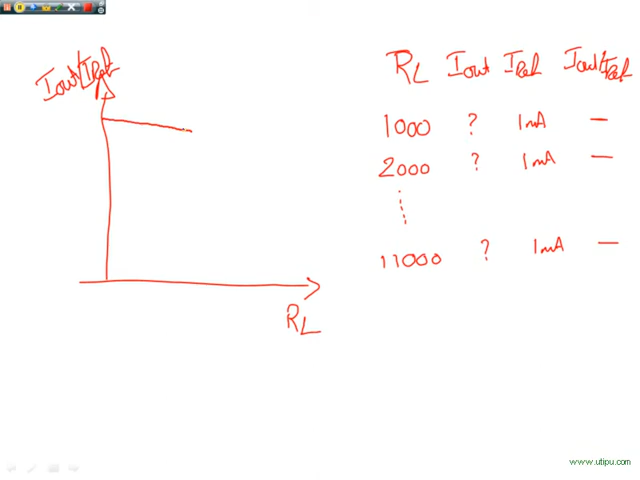 Iout/IRef
RL Iout IRef Iout/IRef
1000 ? 1mA —
2000 ? 1mA —
11000 ? 1mA —
RL
www.utipu.com